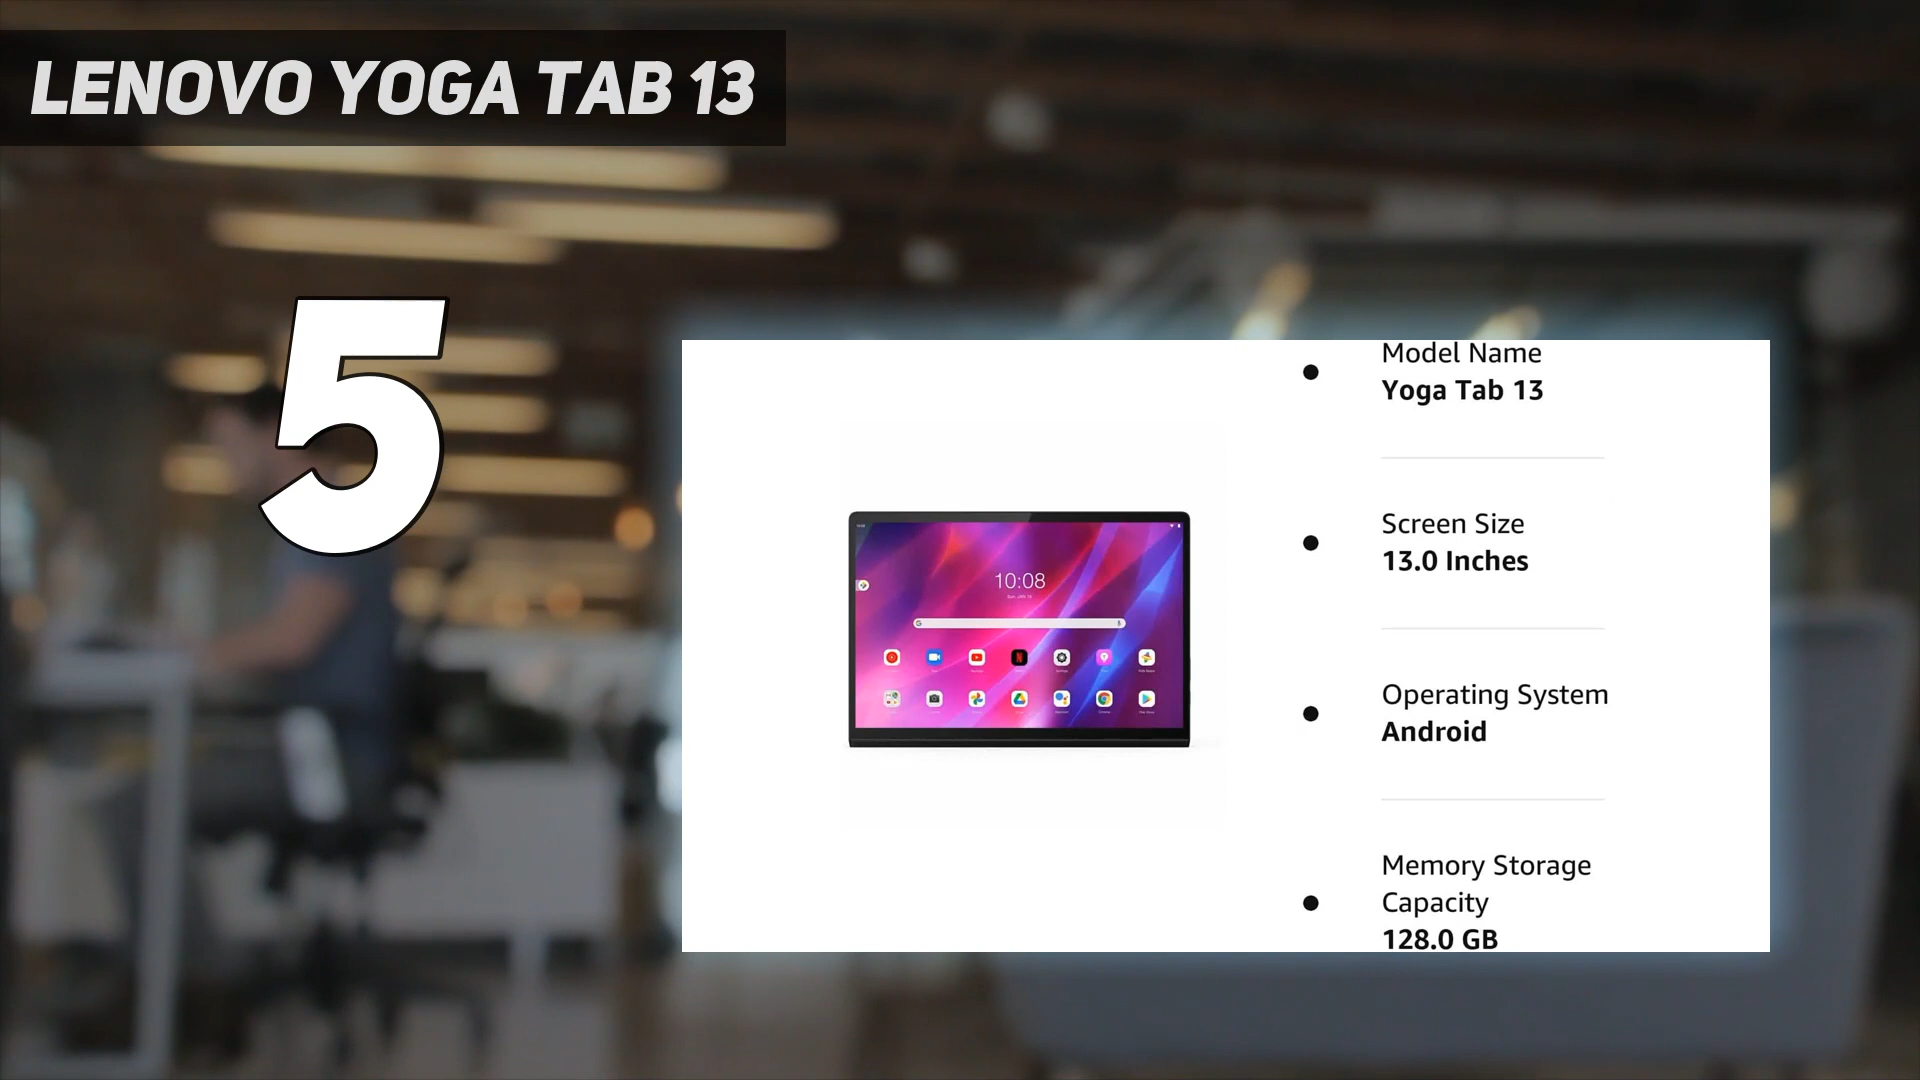 LENOVO YOGA TAB 13
5
Model Name
Yoga Tab 13
Screen Size
13.0 Inches
10:08
Operating System
Android
Memory Storage
Capacity
128.0 GB